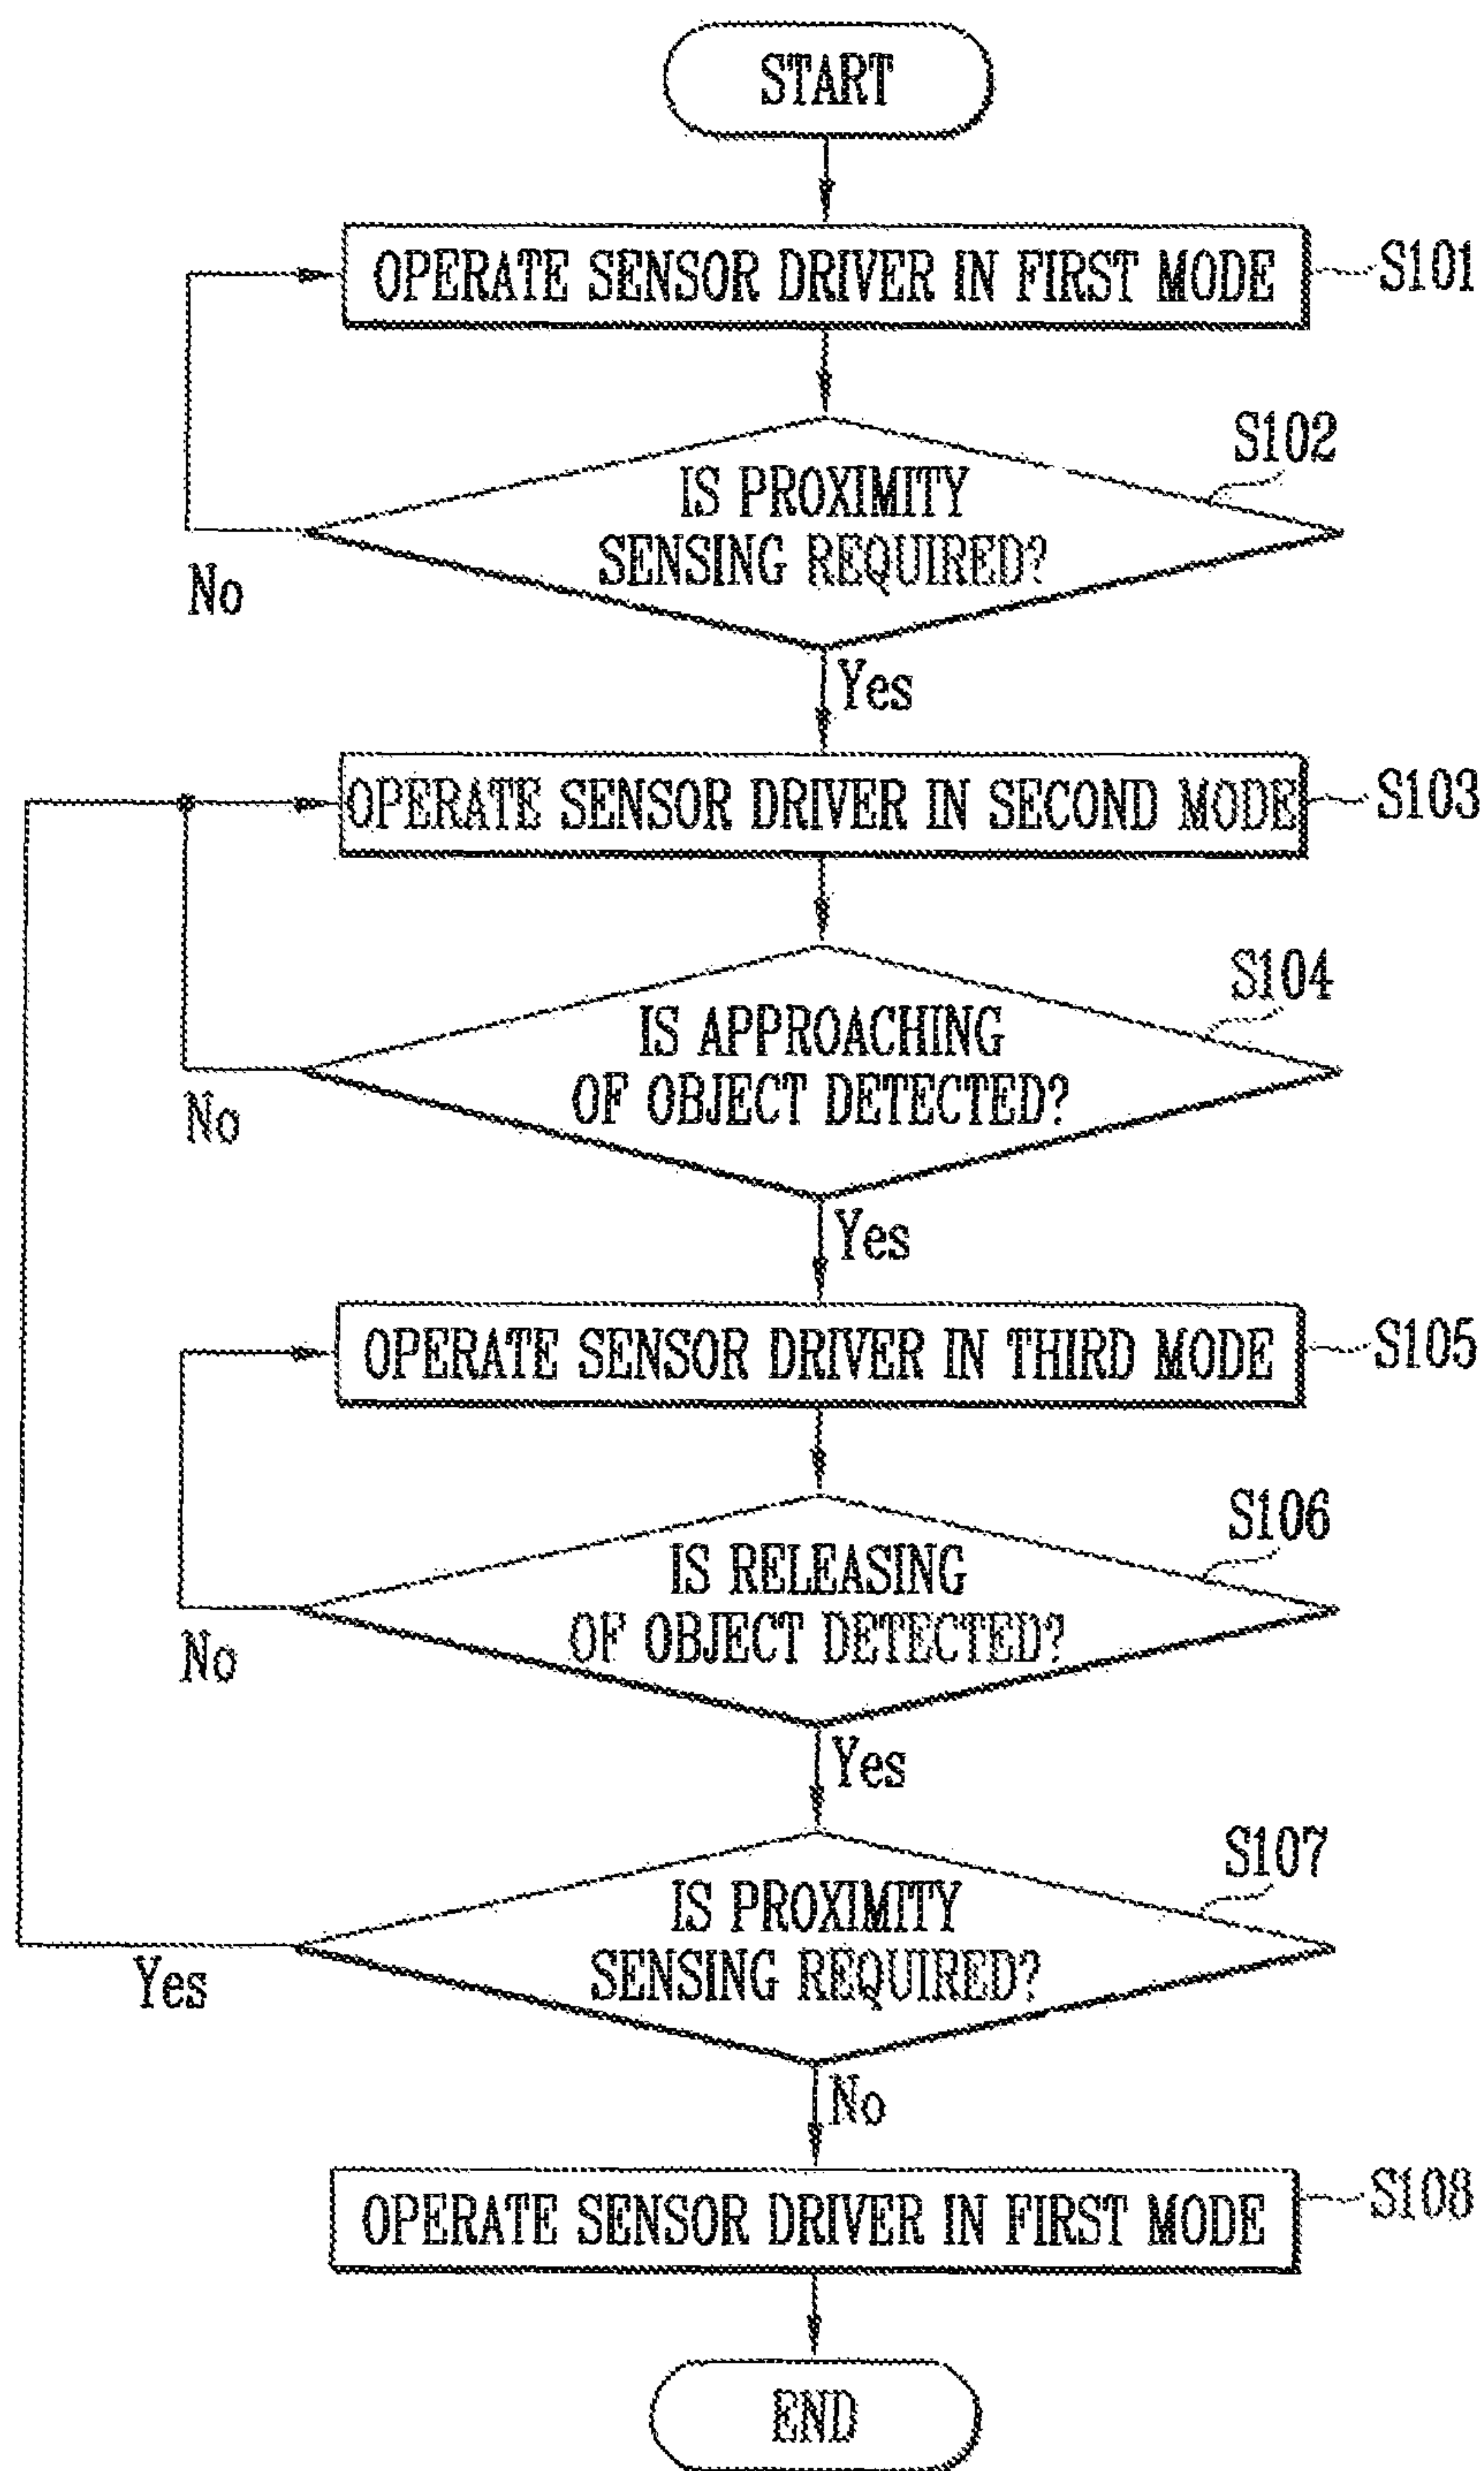 START
OPERATE SENSOR DRIVER IN FIRST MODE
S101
S102
IS PROXIMITY
SENSING REQUIRED?
No
Yes
OPERATE SENSOR DRIVER IN SECOND MODE
S103
S104
IS APPROACHING
OF OBJECT DETECTED?
No
Yes
OPERATE SENSOR DRIVER IN THIRD MODE
S105
S106
IS RELEASING
OF OBJECT DETECTED?
No
Yes
S107
IS PROXIMITY
SENSING REQUIRED?
Yes
No
OPERATE SENSOR DRIVER IN FIRST MODE
S108
END